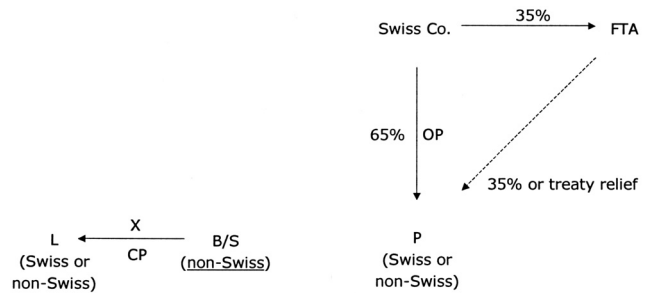 35%
Swiss Co.
FTA
65%
OP
35% or treaty relief
X
L
B/S
P
CP
(Swiss or
non-Swiss)
(non-Swiss)
(Swiss or
non-Swiss)